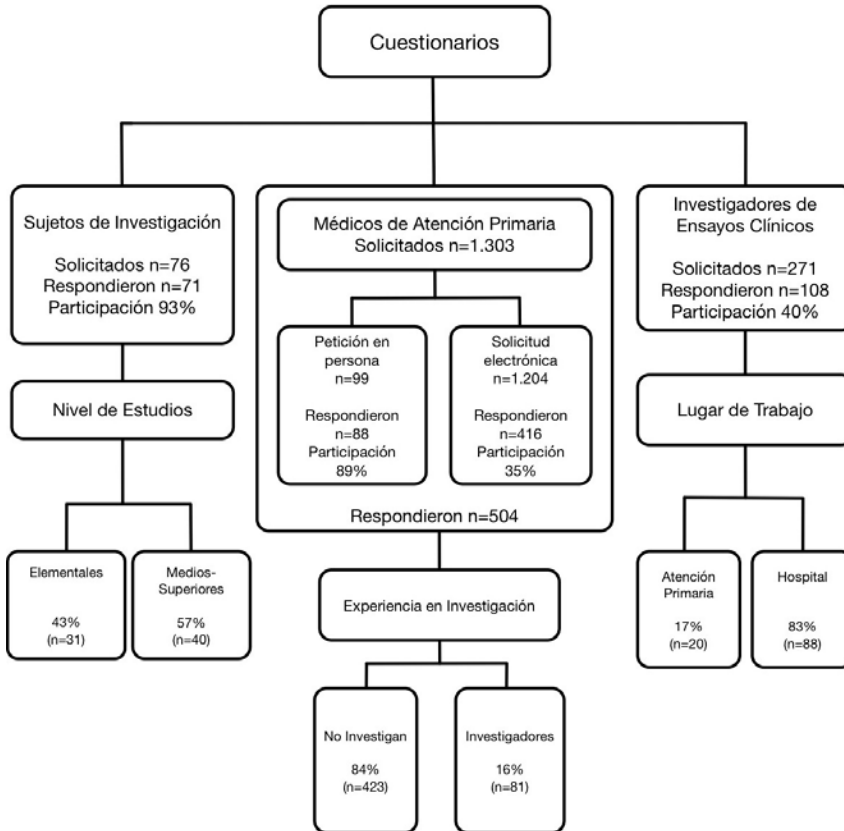 Cuestionarios
Sujetos de Investigación
Solicitados n=76
Respondieron n=71
Participación 93%
Nivel de Estudios
Elementales
43%
(n=31)
Medios-
Superiores
57%
(n=40)
Médicos de Atención Primaria
Solicitados n=1.303
Petición en
persona
n=99
Respondieron
n=88
Participación
89%
Solicitud
electrónica
n=1.204
Respondieron
n=416
Participación
35%
Respondieron n=504
Experiencia en Investigación
No Investigan
84%
(n=423)
Investigadores
16%
(n=81)
Investigadores de
Ensayos Clínicos
Solicitados n=271
Respondieron n=108
Participación 40%
Lugar de Trabajo
Atención
Primaria
17%
(n=20)
Hospital
83%
(n=88)